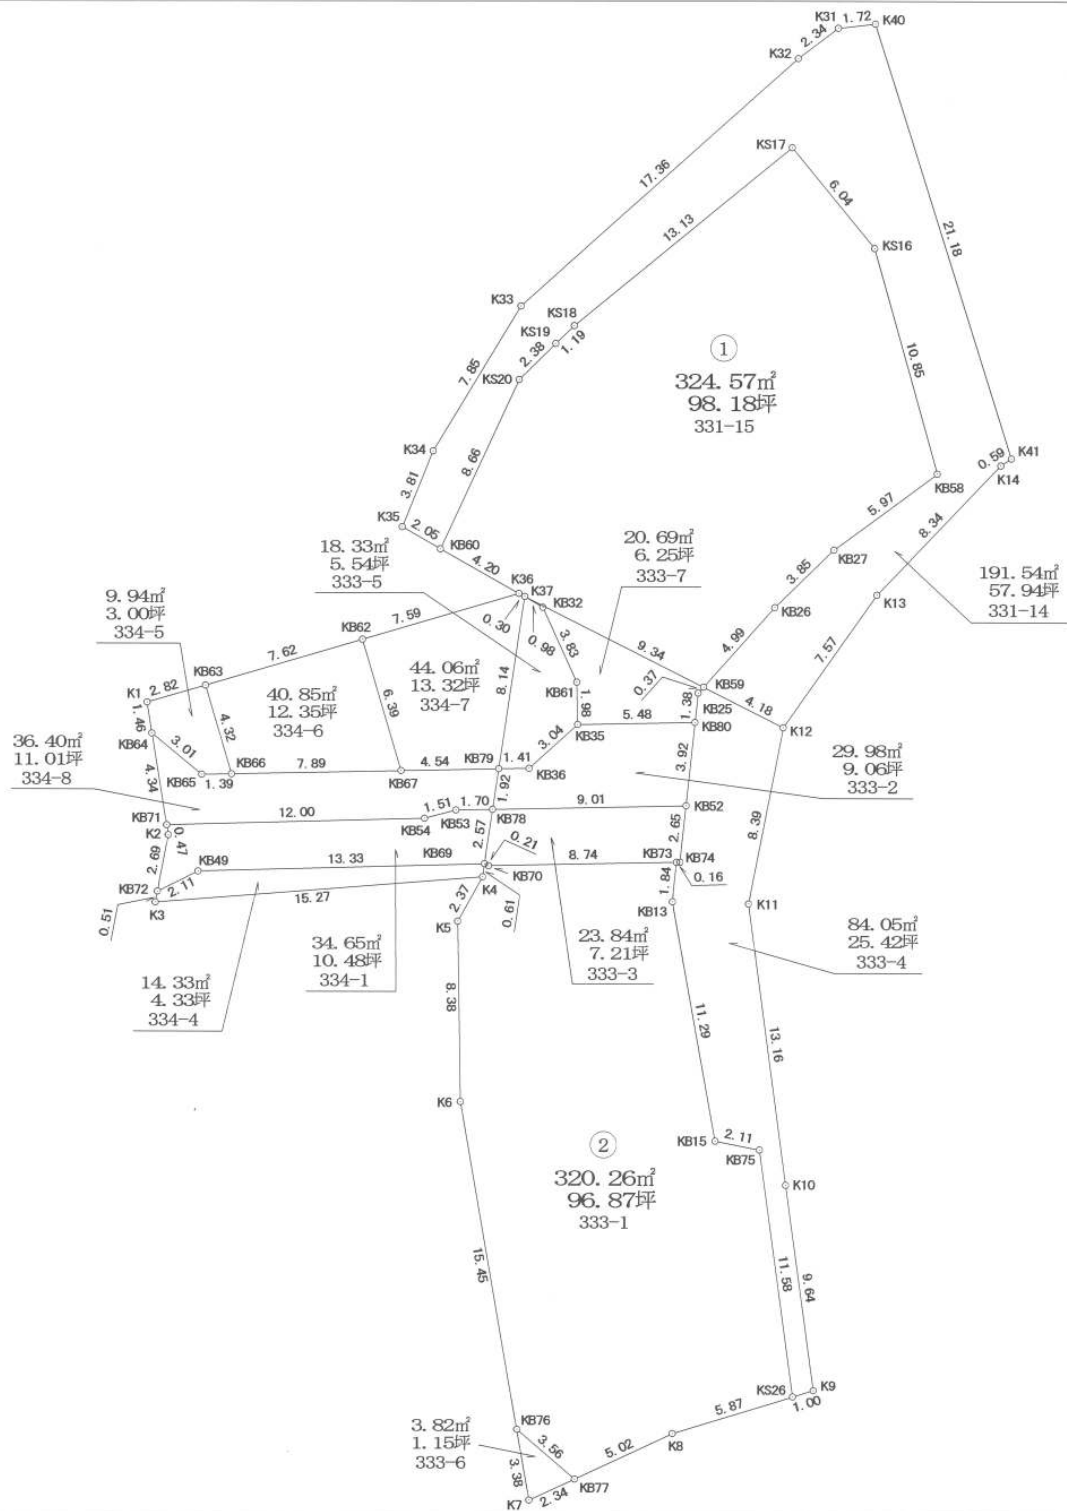 K31
1.72
K40
2.34
K32
KS17
17.36
6.04
13.13
21.18
KS16
K33
KS18
KS19
1.19
2.38
①
324.57㎡
98.18坪
331-15
10.85
7.85
KS20
K34
8.66
K41
0.59
K14
KB58
3.81
5.97
8.34
K35
2.05
KB60
18.33㎡
5.54坪
333-5
20.69㎡
6.25坪
333-7
KB27
4.20
3.85
191.54㎡
57.94坪
331-14
K36
K37
KB32
K13
9.94㎡
3.00坪
334-5
7.59
0.30
0.98
KB26
KB62
3.83
9.34
4.99
7.57
7.62
KB63
44.06㎡
13.32坪
334-7
8.14
0.37
KB59
K1
2.82
40.85㎡
12.35坪
334-6
6.39
KB61
1.98
1.38
KB25
4.18
1.46
4.32
5.48
KB80
K12
KB64
36.40㎡
11.01坪
334-8
3.01
KB35
3.04
3.92
29.98㎡
9.06坪
333-2
KB65
KB66
1.39
7.89
KB67
4.54
KB79
1.41
KB36
4.34
1.92
8.39
KB71
12.00
1.51
1.70
KB78
9.01
KB52
K2
0.47
KB54
KB53
2.57
0.21
2.65
2.69
KB49
13.33
KB69
KB70
8.74
KB73
KB74
0.16
KB72
2.11
K4
1.84
K3
15.27
0.51
2.37
0.61
KB13
K11
K5
34.65㎡
10.48坪
334-1
23.84㎡
7.21坪
333-3
84.05㎡
25.42坪
333-4
14.33㎡
4.33坪
334-4
8.38
11.29
13.16
K6
②
320.26㎡
96.87坪
333-1
KB15
2.11
KB75
K10
15.45
11.58
9.64
KS26
K9
1.00
5.87
KB76
K8
3.82㎡
1.15坪
333-6
3.56
5.02
3.38
KB77
K7
2.34